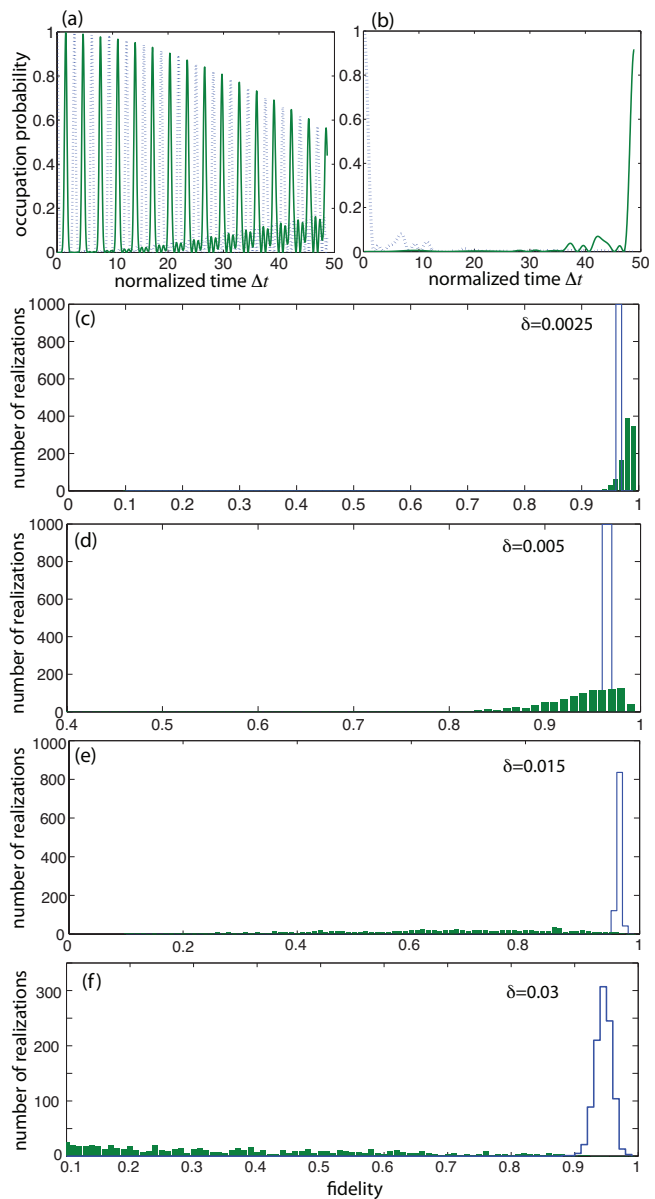 (a) (b)
occupation probability
1 1
0.8 0.8
0.6 0.6
0.4 0.4
0.2 0.2
0 0
0 10 20 30 40 50 0 10 20 30 40 50
normalized time Δt normalized time Δt
(c)
δ=0.0025
number of realizations
1000
800
600
400
200
0
0 0.1 0.2 0.3 0.4 0.5 0.6 0.7 0.8 0.9 1
(d)
δ=0.005
number of realizations
1000
800
600
400
200
0
0.4 0.5 0.6 0.7 0.8 0.9 1
(e)
δ=0.015
number of realizations
1000
800
600
400
200
0
0 0.2 0.4 0.6 0.8 1
(f)
δ=0.03
number of realizations
300
200
100
0
0.1 0.2 0.3 0.4 0.5 0.6 0.7 0.8 0.9 1
fidelity